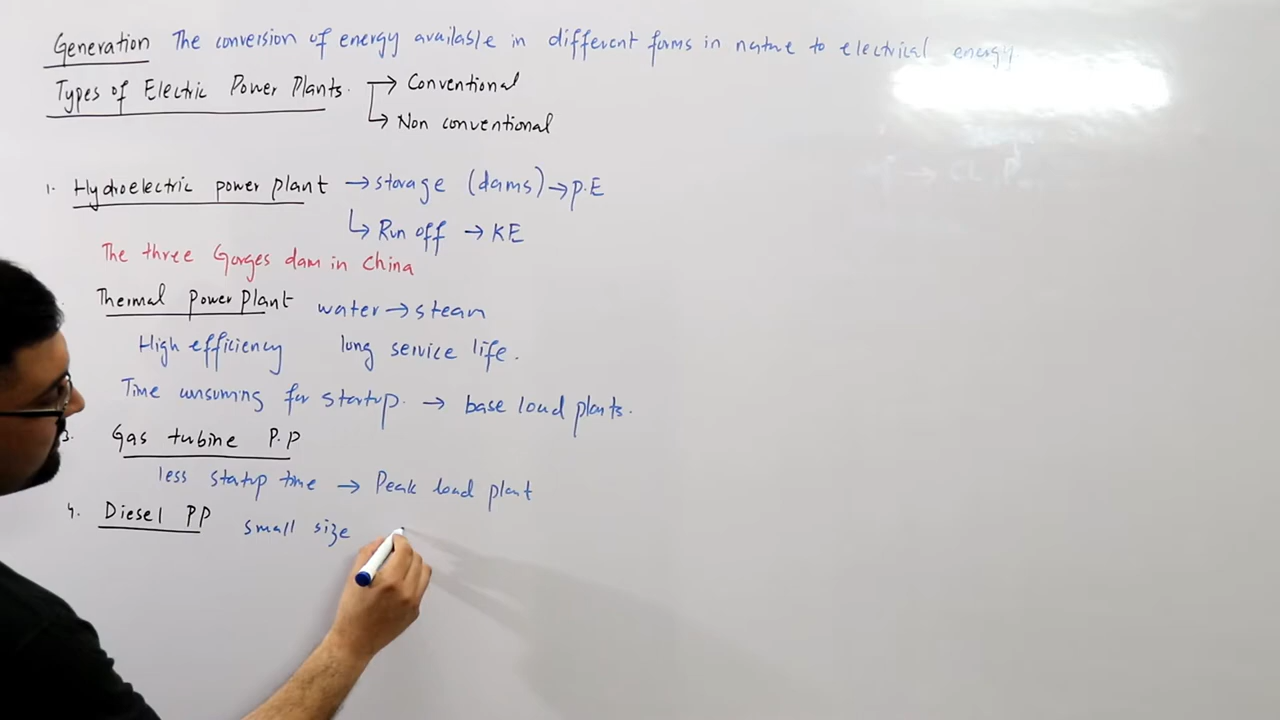 Generation The conversion of energy available in different forms in nature to electrical energy
Types of Electric Power Plants. → Conventional
↳ Non conventional
1. Hydroelectric power plant → storage (dams) → P.E
↳ Run off → KE
The three Gorges dam in China
Thermal power plant water → steam
High efficiency long service life.
Time consuming for startup. → base load plants.
3. Gas turbine P.P
less startup time → Peak load plant
4. Diesel PP small size